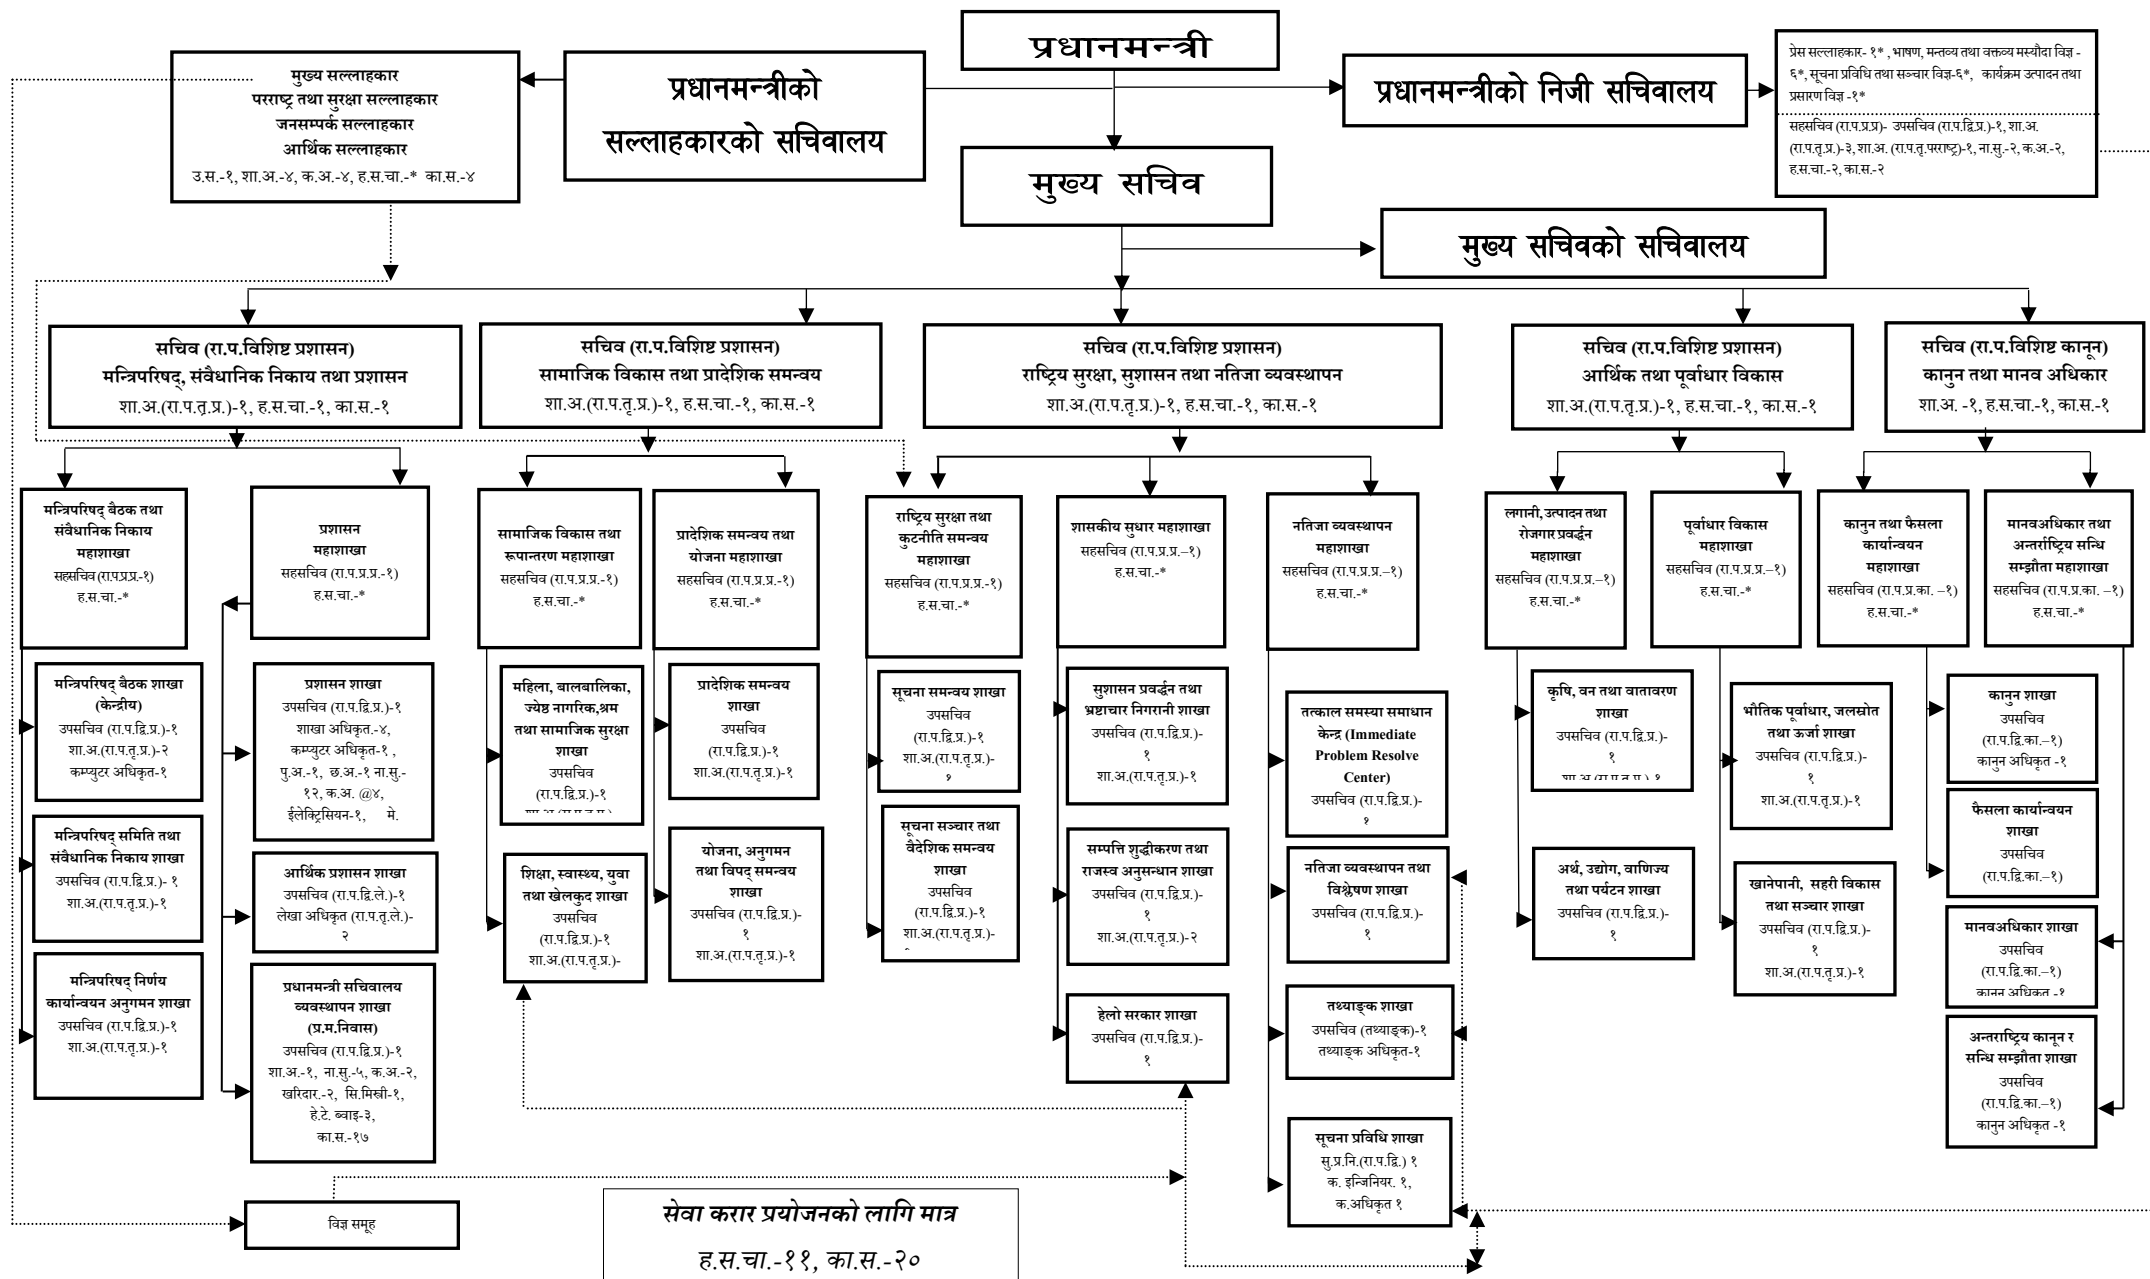 प्रधानमन्त्री
मुख्य सल्लाहकार
परराष्ट्र तथा सुरक्षा सल्लाहकार
जनसम्पर्क सल्लाहकार
आर्थिक सल्लाहकार
उ.स.-१, शा.अ.-४, क.अ.-४, ह.स.चा.-* का.स.-४
प्रधानमन्त्रीको
सल्लाहकारको सचिवालय
प्रधानमन्त्रीको निजी सचिवालय
प्रेस सल्लाहकार- १* , भाषण, मन्तव्य तथा वक्तव्य मस्यौदा विज्ञ -
६*, सूचना प्रविधि तथा सञ्चार विज्ञ-६*, कार्यक्रम उत्पादन तथा
प्रसारण विज्ञ -१*
सहसचिव (रा.प.प्र.प्र)- उपसचिव (रा.प.द्वि.प्र.)-१, शा.अ.
(रा.प.तृ.प्र.)-३, शा.अ. (रा.प.तृ.परराष्ट्र)-१, ना.सु.-२, क.अ.-२,
ह.स.चा.-२, का.स.-२
मुख्य सचिव
मुख्य सचिवको सचिवालय
सचिव (रा.प.विशिष्ट प्रशासन)
मन्त्रिपरिषद्, संवैधानिक निकाय तथा प्रशासन
शा.अ.(रा.प.तृ.प्र.)-१, ह.स.चा.-१, का.स.-१
सचिव (रा.प.विशिष्ट प्रशासन)
सामाजिक विकास तथा प्रादेशिक समन्वय
शा.अ.(रा.प.तृ.प्र.)-१, ह.स.चा.-१, का.स.-१
सचिव (रा.प.विशिष्ट प्रशासन)
राष्ट्रिय सुरक्षा, सुशासन तथा नतिजा व्यवस्थापन
शा.अ.(रा.प.तृ.प्र.)-१, ह.स.चा.-१, का.स.-१
सचिव (रा.प.विशिष्ट प्रशासन)
आर्थिक तथा पूर्वाधार विकास
शा.अ.(रा.प.तृ.प्र.)-१, ह.स.चा.-१, का.स.-१
सचिव (रा.प.विशिष्ट कानून)
कानुन तथा मानव अधिकार
शा.अ. -१, ह.स.चा.-१, का.स.-१
मन्त्रिपरिषद् बैठक तथा
संवैधानिक निकाय
महाशाखा
सहसचिव (रा.प.प्र.प्र.-१)
ह.स.चा.-*
प्रशासन
महाशाखा
सहसचिव (रा.प.प्र.प्र.-१)
ह.स.चा.-*
सामाजिक विकास तथा
रूपान्तरण महाशाखा
सहसचिव (रा.प.प्र.प्र.-१)
ह.स.चा.-*
प्रादेशिक समन्वय तथा
योजना महाशाखा
सहसचिव (रा.प.प्र.प्र.-१)
ह.स.चा.-*
राष्ट्रिय सुरक्षा तथा
कुटनीति समन्वय
महाशाखा
सहसचिव (रा.प.प्र.प्र.-१)
ह.स.चा.-*
शासकीय सुधार महाशाखा
सहसचिव (रा.प.प्र.प्र.–१)
ह.स.चा.-*
नतिजा व्यवस्थापन
महाशाखा
सहसचिव (रा.प.प्र.प्र.–१)
ह.स.चा.-*
लगानी, उत्पादन तथा
रोजगार प्रवर्द्धन
महाशाखा
सहसचिव (रा.प.प्र.प्र.–१)
ह.स.चा.-*
पूर्वाधार विकास
महाशाखा
सहसचिव (रा.प.प्र.प्र.–१)
ह.स.चा.-*
कानुन तथा फैसला
कार्यान्वयन
महाशाखा
सहसचिव (रा.प.प्र.का. –१)
ह.स.चा.-*
मानवअधिकार तथा
अन्तर्राष्ट्रिय सन्धि
सम्झौता महाशाखा
सहसचिव (रा.प.प्र.का. –१)
ह.स.चा.-*
मन्त्रिपरिषद् बैठक शाखा
(केन्द्रीय)
उपसचिव (रा.प.द्वि.प्र.)-१
शा.अ.(रा.प.तृ.प्र.)-२
कम्प्युटर अधिकृत-१
मन्त्रिपरिषद् समिति तथा
संवैधानिक निकाय शाखा
उपसचिव (रा.प.द्वि.प्र.)- १
शा.अ.(रा.प.तृ.प्र.)-१
मन्त्रिपरिषद् निर्णय
कार्यान्वयन अनुगमन शाखा
उपसचिव (रा.प.द्वि.प्र.)-१
शा.अ.(रा.प.तृ.प्र.)-१
प्रशासन शाखा
उपसचिव (रा.प.द्वि.प्र.)-१
शाखा अधिकृत.-४,
कम्प्युटर अधिकृत-१ ,
पु.अ.-१, छ.अ.-१ ना.सु.-
१२, क.अ. @४,
ईलेक्ट्रिसियन-१, मे.
आर्थिक प्रशासन शाखा
उपसचिव (रा.प.द्वि.ले.)-१
लेखा अधिकृत (रा.प.तृ.ले.)-
२
प्रधानमन्त्री सचिवालय
व्यवस्थापन शाखा
(प्र.म.निवास)
उपसचिव (रा.प.द्वि.प्र.)-१
शा.अ.-१, ना.सु.-५, क.अ.-२,
खरिदार.-२, सि.मिस्त्री-१,
हे.टे. ब्वाइ-३,
का.स.-१७
महिला, बालबालिका,
ज्येष्ठ नागरिक,श्रम
तथा सामाजिक सुरक्षा
शाखा
उपसचिव
(रा.प.द्वि.प्र.)-१
शिक्षा, स्वास्थ्य, युवा
तथा खेलकुद शाखा
उपसचिव
(रा.प.द्वि.प्र.)-१
शा.अ.(रा.प.तृ.प्र.)-
प्रादेशिक समन्वय
शाखा
उपसचिव
(रा.प.द्वि.प्र.)-१
शा.अ.(रा.प.तृ.प्र.)-१
योजना, अनुगमन
तथा विपद् समन्वय
शाखा
उपसचिव (रा.प.द्वि.प्र.)-
१
शा.अ.(रा.प.तृ.प्र.)-१
सूचना समन्वय शाखा
उपसचिव
(रा.प.द्वि.प्र.)-१
शा.अ.(रा.प.तृ.प्र.)-
सूचना सञ्चार तथा
वैदेशिक समन्वय
शाखा
उपसचिव
(रा.प.द्वि.प्र.)-१
शा.अ.(रा.प.तृ.प्र.)-
सुशासन प्रवर्द्धन तथा
भ्रष्टाचार निगरानी शाखा
उपसचिव (रा.प.द्वि.प्र.)-
१
शा.अ.(रा.प.तृ.प्र.)-१
सम्पत्ति शुद्धीकरण तथा
राजस्व अनुसन्धान शाखा
उपसचिव (रा.प.द्वि.प्र.)-
१
शा.अ.(रा.प.तृ.प्र.)-२
हेलो सरकार शाखा
उपसचिव (रा.प.द्वि.प्र.)-
१
तत्काल समस्या समाधान
केन्द्र (Immediate
Problem Resolve
Center)
उपसचिव (रा.प.द्वि.प्र.)-
नतिजा व्यवस्थापन तथा
विश्लेषण शाखा
उपसचिव (रा.प.द्वि.प्र.)-
१
तथ्याङ्क शाखा
उपसचिव (तथ्याङ्क)-१
तथ्याङ्क अधिकृत-१
सूचना प्रविधि शाखा
सु.प्र.नि.(रा.प.द्वि.) १
क. इन्जिनियर. १,
क.अधिकृत १
कृषि, वन तथा वातावरण
शाखा
उपसचिव (रा.प.द्वि.प्र.)-
१
अर्थ, उद्योग, वाणिज्य
तथा पर्यटन शाखा
उपसचिव (रा.प.द्वि.प्र.)-
१
भौतिक पूर्वाधार, जलस्रोत
तथा ऊर्जा शाखा
उपसचिव (रा.प.द्वि.प्र.)-
१
शा.अ.(रा.प.तृ.प्र.)-१
खानेपानी, सहरी विकास
तथा सञ्चार शाखा
उपसचिव (रा.प.द्वि.प्र.)-
१
शा.अ.(रा.प.तृ.प्र.)-१
कानुन शाखा
उपसचिव
(रा.प.द्वि.का.–१)
कानुन अधिकृत -१
फैसला कार्यान्वयन
शाखा
उपसचिव
(रा.प.द्वि.का.–१)
मानवअधिकार शाखा
उपसचिव
(रा.प.द्वि.का.–१)
कानुन अधिकृत -१
अन्तराष्ट्रिय कानून र
सन्धि सम्झौता शाखा
उपसचिव
(रा.प.द्वि.का.–१)
कानुन अधिकृत -१
विज्ञ समूह
सेवा करार प्रयोजनको लागि मात्र
ह.स.चा.-११, का.स.-२०